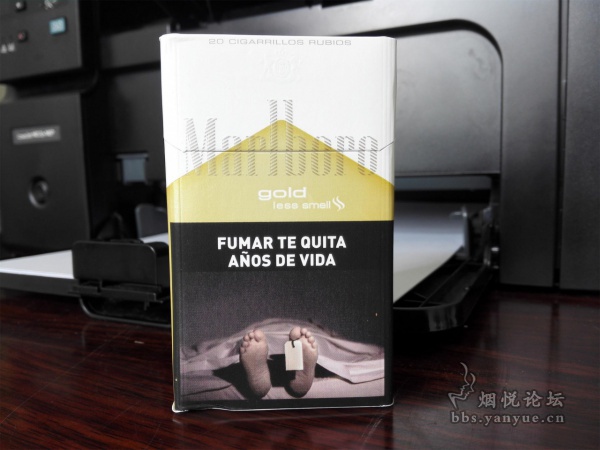 20 CIGARRILLOS RUBIOS
Marlboro
gold
less smell
FUMAR TE QUITA
AÑOS DE VIDA
烟悦论坛
bbs.yanyue.cn